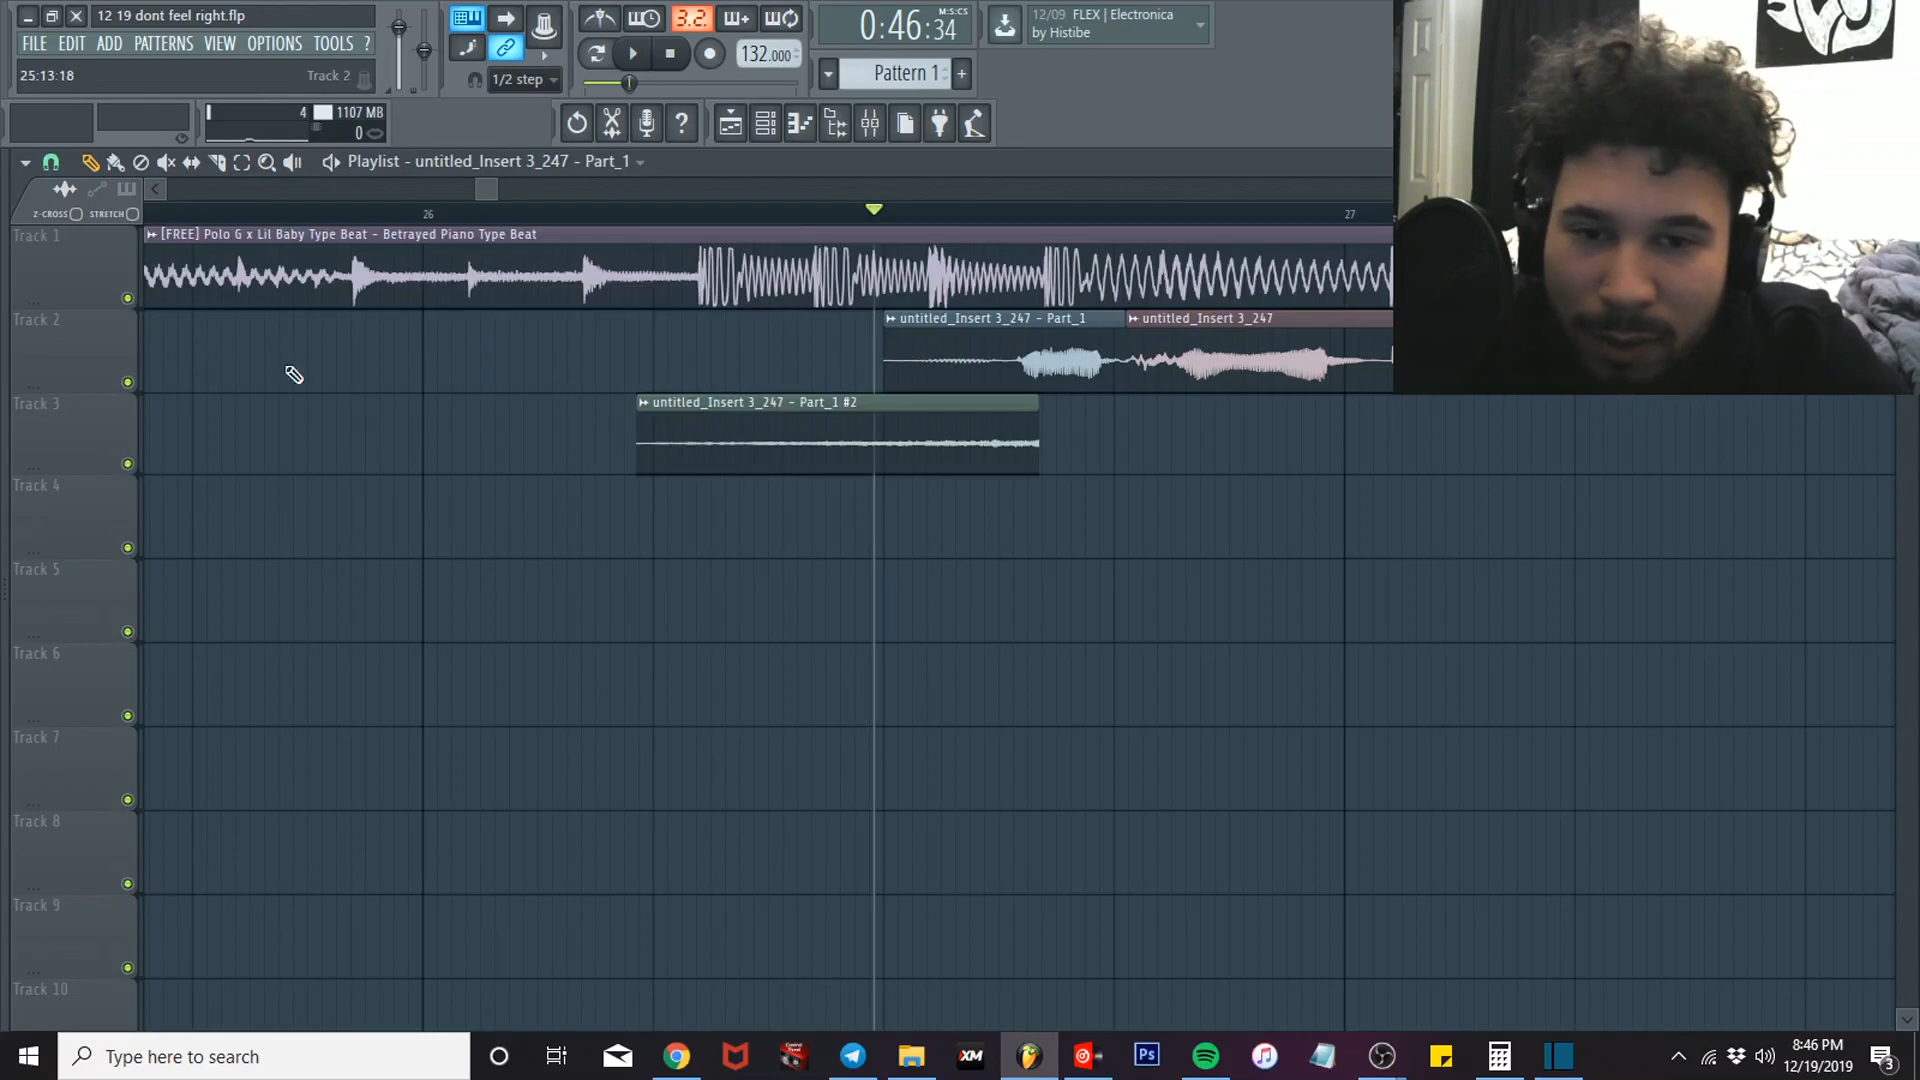 12 19 dont feel right.flp
FILE EDIT ADD PATTERNS VIEW OPTIONS TOOLS ?
25:13:18 Track 2
1/2 step
3.2.
132.000
0:46:34
M:S:CS
Pattern 1
12/09 FLEX | Electronica
by Histibe
4 1107 MB
0
?
Playlist - untitled_Insert 3_247 - Part_1
Z-CROSS STRETCH
26 27
Track 1
[FREE] Polo G x Lil Baby Type Beat - Betrayed Piano Type Beat
Track 2
untitled_Insert 3_247 - Part_1
untitled_Insert 3_247
Track 3
untitled_Insert 3_247 - Part_1 #2
Track 4
Track 5
Track 6
Track 7
Track 8
Track 9
Track 10
Type here to search
XM
Ps
8:46 PM
12/19/2019
3